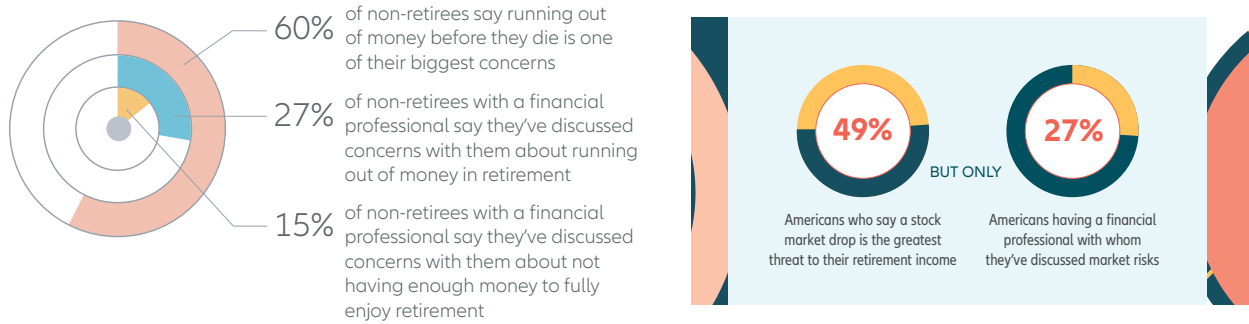 60%
of non-retirees say running out
of money before they die is one
of their biggest concerns
27%
of non-retirees with a financial
professional say they've discussed
concerns with them about running
out of money in retirement
15%
of non-retirees with a financial
professional say they've discussed
concerns with them about not
having enough money to fully
enjoy retirement
49%
Americans who say a stock
market drop is the greatest
threat to their retirement income
BUT ONLY
27%
Americans having a financial
professional with whom
they've discussed market risks